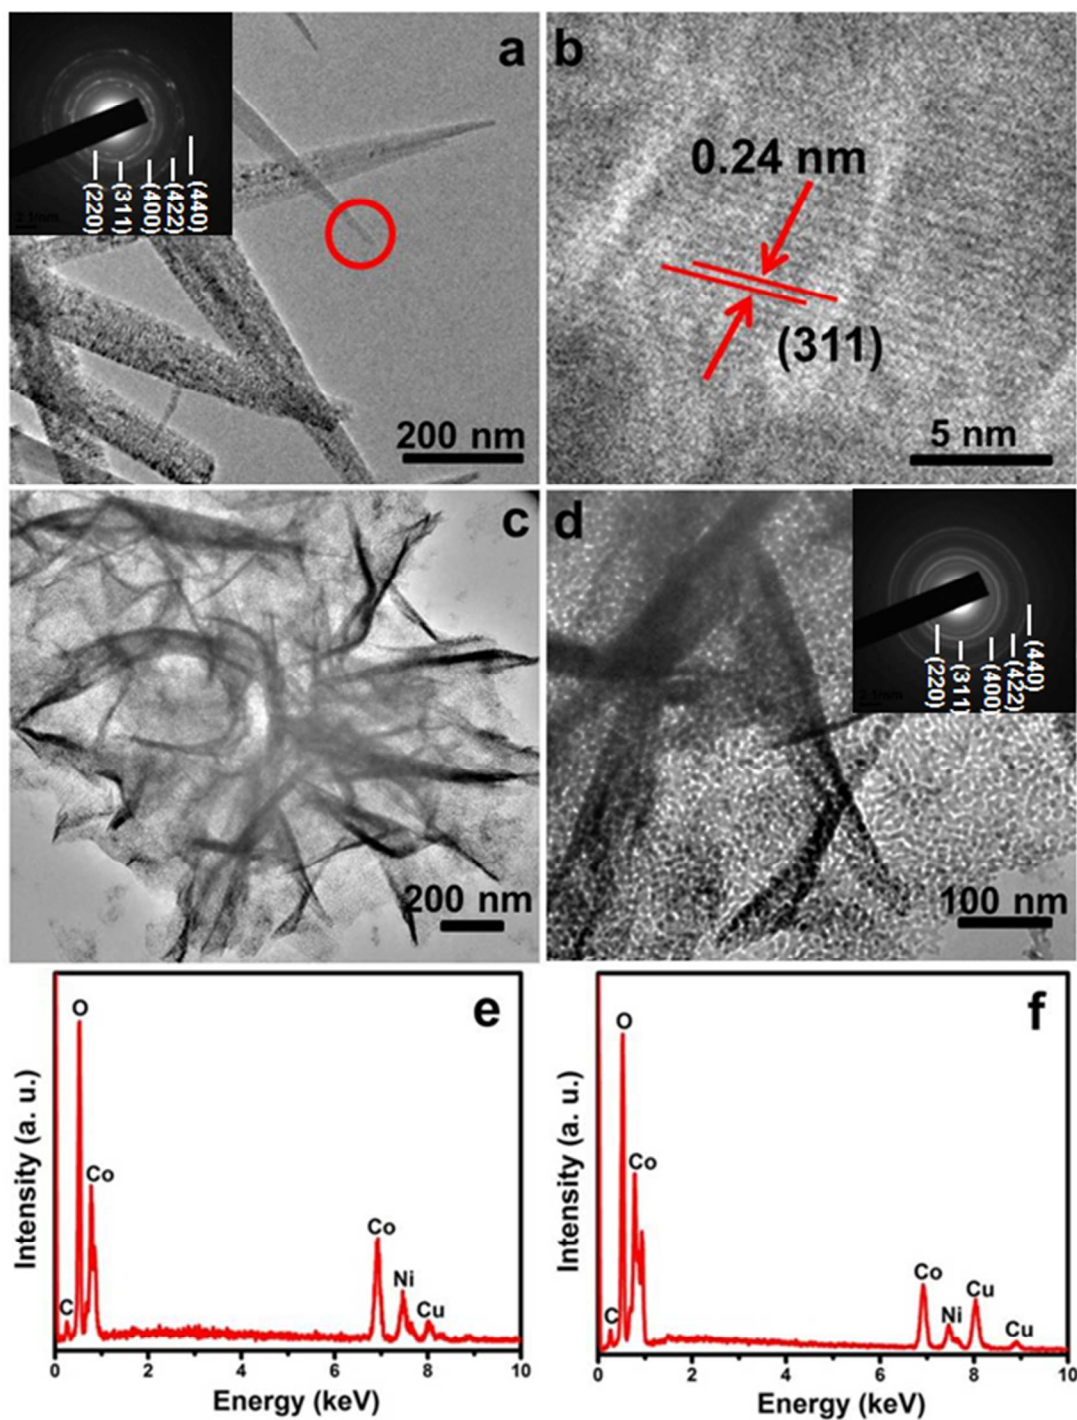 a
(220)
(311)
(400)
(422)
(440)
200 nm
b
0.24 nm
(311)
5 nm
c
200 nm
d
(220)
(311)
(400)
(422)
(440)
100 nm
e
O
Co
C
Co
Ni
Cu
Intensity (a. u.)
0 2 4 6 8 10
Energy (keV)
f
O
Co
C
Co
Ni
Cu
Cu
Intensity (a. u.)
0 2 4 6 8 10
Energy (keV)